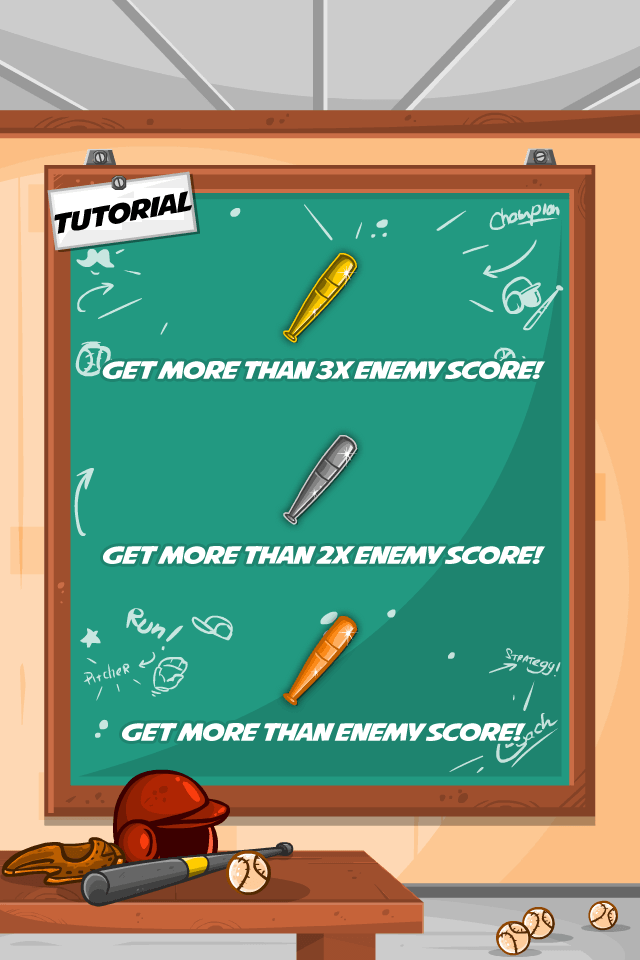 TUTORIAL
Champion
GET MORE THAN 3X ENEMY SCORE!
GET MORE THAN 2X ENEMY SCORE!
Run!
Pitcher
STRATEGY!
GET MORE THAN ENEMY SCORE!